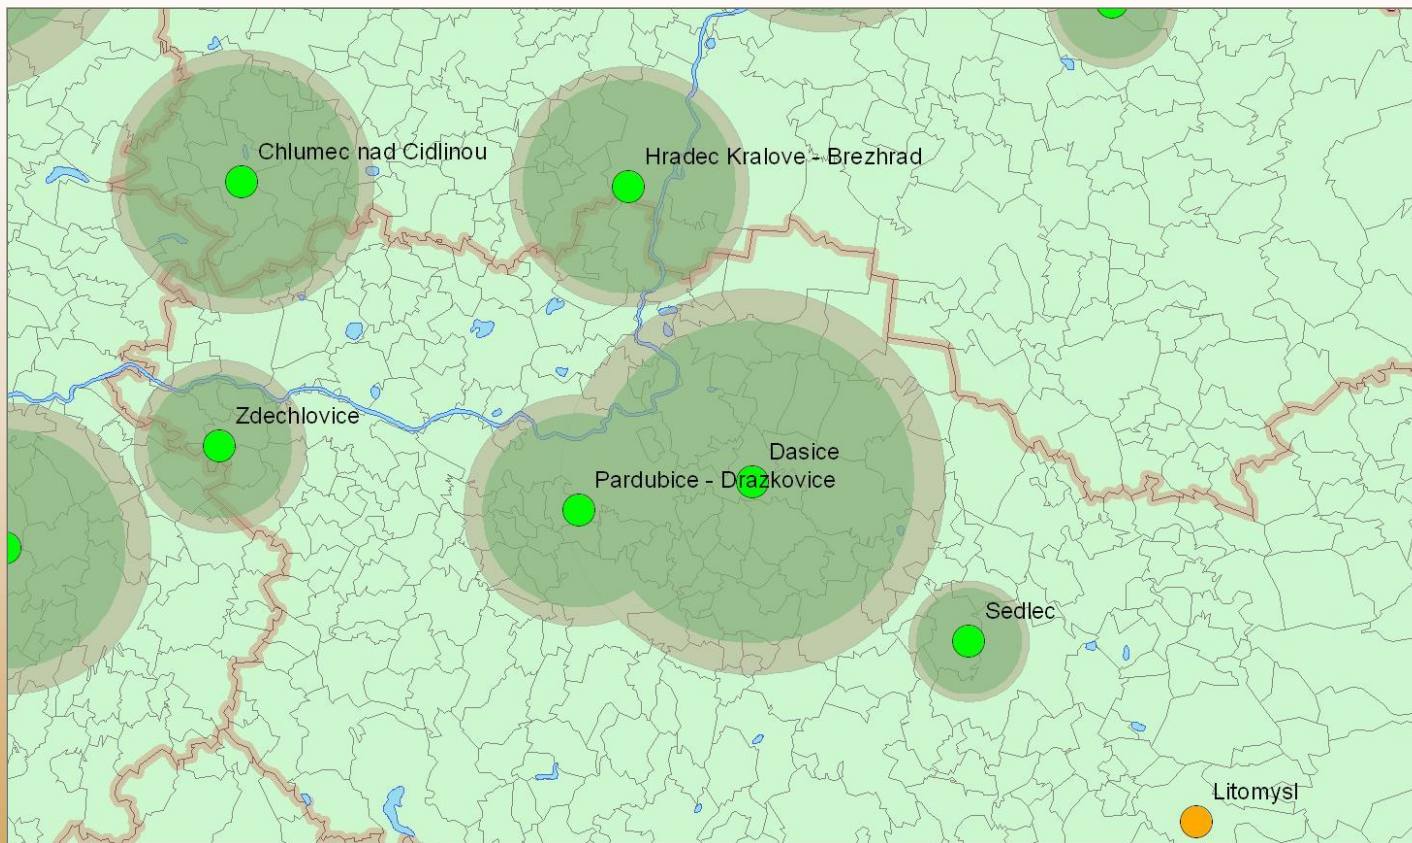 Chlumec nad Cidlinou
Hradec Kralove - Brezhrad
Zdechlovice
Dasice
Pardubice - Drazkovice
Sedlec
Litomysl